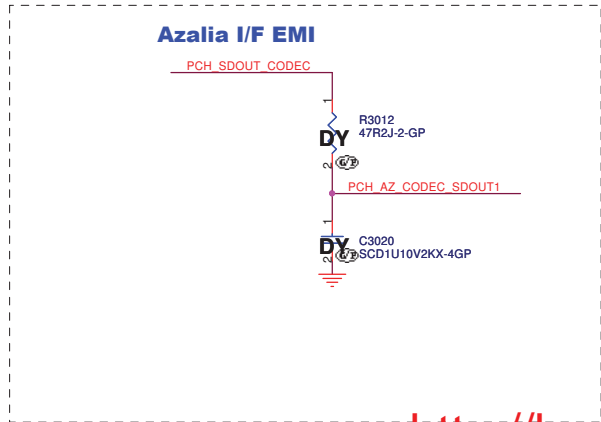 Azalia I/F EMI
PCH_SDOUT_CODEC
1
R3012
47R2J-2-GP
DY
2
G/P
PCH_AZ_CODEC_SDOUT1
1
C3020
SCD1U10V2KX-4GP
DY
2
G/P